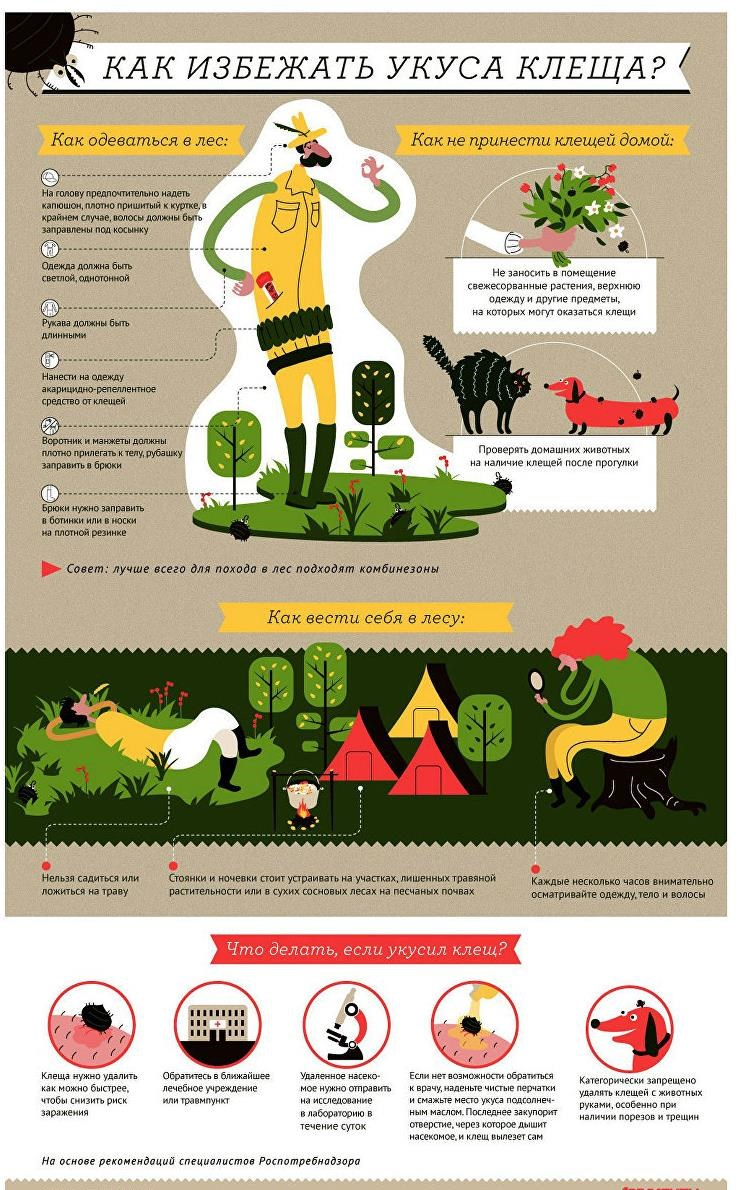 КАК ИЗБЕЖАТЬ УКУСА КЛЕЩА?
Как одеваться в лес:
На голову предпочтительно надеть
капюшон, плотно пришитый к куртке, в
крайнем случае, волосы должны быть
заправлены под косынку
Одежда должна быть
светлой, однотонной
Рукава должны быть
длинными
Нанести на одежду
акарицидно-репеллентное
средство от клещей
Воротник и манжеты должны
плотно прилегать к телу, рубашку
заправить в брюки
Брюки нужно заправить
в ботинки или в носки
на плотной резинке
Совет: лучше всего для похода в лес подходят комбинезоны
Как не принести клещей домой:
Не заносить в помещение
свежесорванные растения, верхнюю
одежду и другие предметы,
на которых могут оказаться клещи
Проверять домашних животных
на наличие клещей после прогулки
Как вести себя в лесу:
Нельзя садиться или
ложиться на траву
Стоянки и ночевки стоит устраивать на участках, лишенных травяной
растительности или в сухих сосновых лесах на песчаных почвах
Каждые несколько часов внимательно
осматривайте одежду, тело и волосы
Что делать, если укусил клещ?
Клеща нужно удалить
как можно быстрее,
чтобы снизить риск
заражения
Обратитесь в ближайшее
лечебное учреждение
или травмпункт
Удаленное насеко-
мое нужно отправить
на исследование
в лабораторию в
течение суток
Если нет возможности обратиться
к врачу, наденьте чистые перчатки
и смажьте место укуса подсолнеч-
ным маслом. Последнее закупорит
отверстие, через которое дышит
насекомое, и клещ вылезет сам
Категорически запрещено
удалять клещей с животных
руками, особенно при
наличии порезов и трещин
На основе рекомендаций специалистов Роспотребнадзора